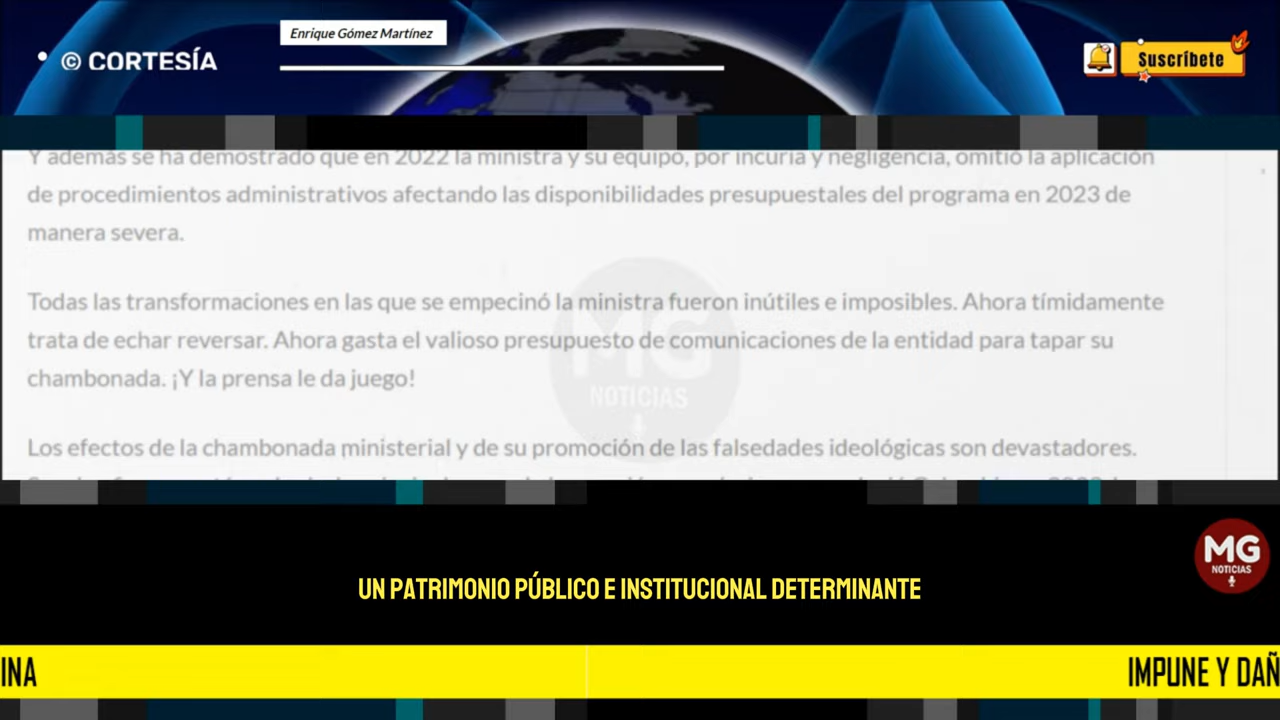 Enrique Gómez Martínez
© CORTESÍA
Suscríbete
Y además se ha demostrado que en 2022 la ministra y su equipo, por incuria y negligencia, omitió la aplicación
de procedimientos administrativos afectando las disponibilidades presupuestales del programa en 2023 de
manera severa.
Todas las transformaciones en las que se empecinó la ministra fueron inútiles e imposibles. Ahora tímidamente
trata de echar reversar. Ahora gasta el valioso presupuesto de comunicaciones de la entidad para tapar su
chambonada. ¡Y la prensa le da juego!
MG
NOTICIAS
Los efectos de la chambonada ministerial y de su promoción de las falsedades ideológicas son devastadores.
MG
NOTICIAS
UN PATRIMONIO PÚBLICO E INSTITUCIONAL DETERMINANTE
INA
IMPUNE Y DAÑ